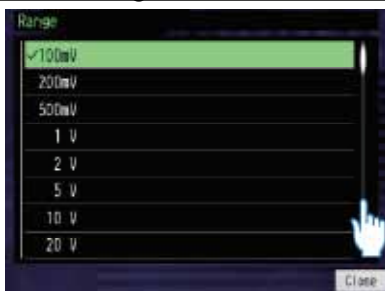 Range
✓100mV
200mV
500mV
1 V
2 V
5 V
10 V
20 V
Close